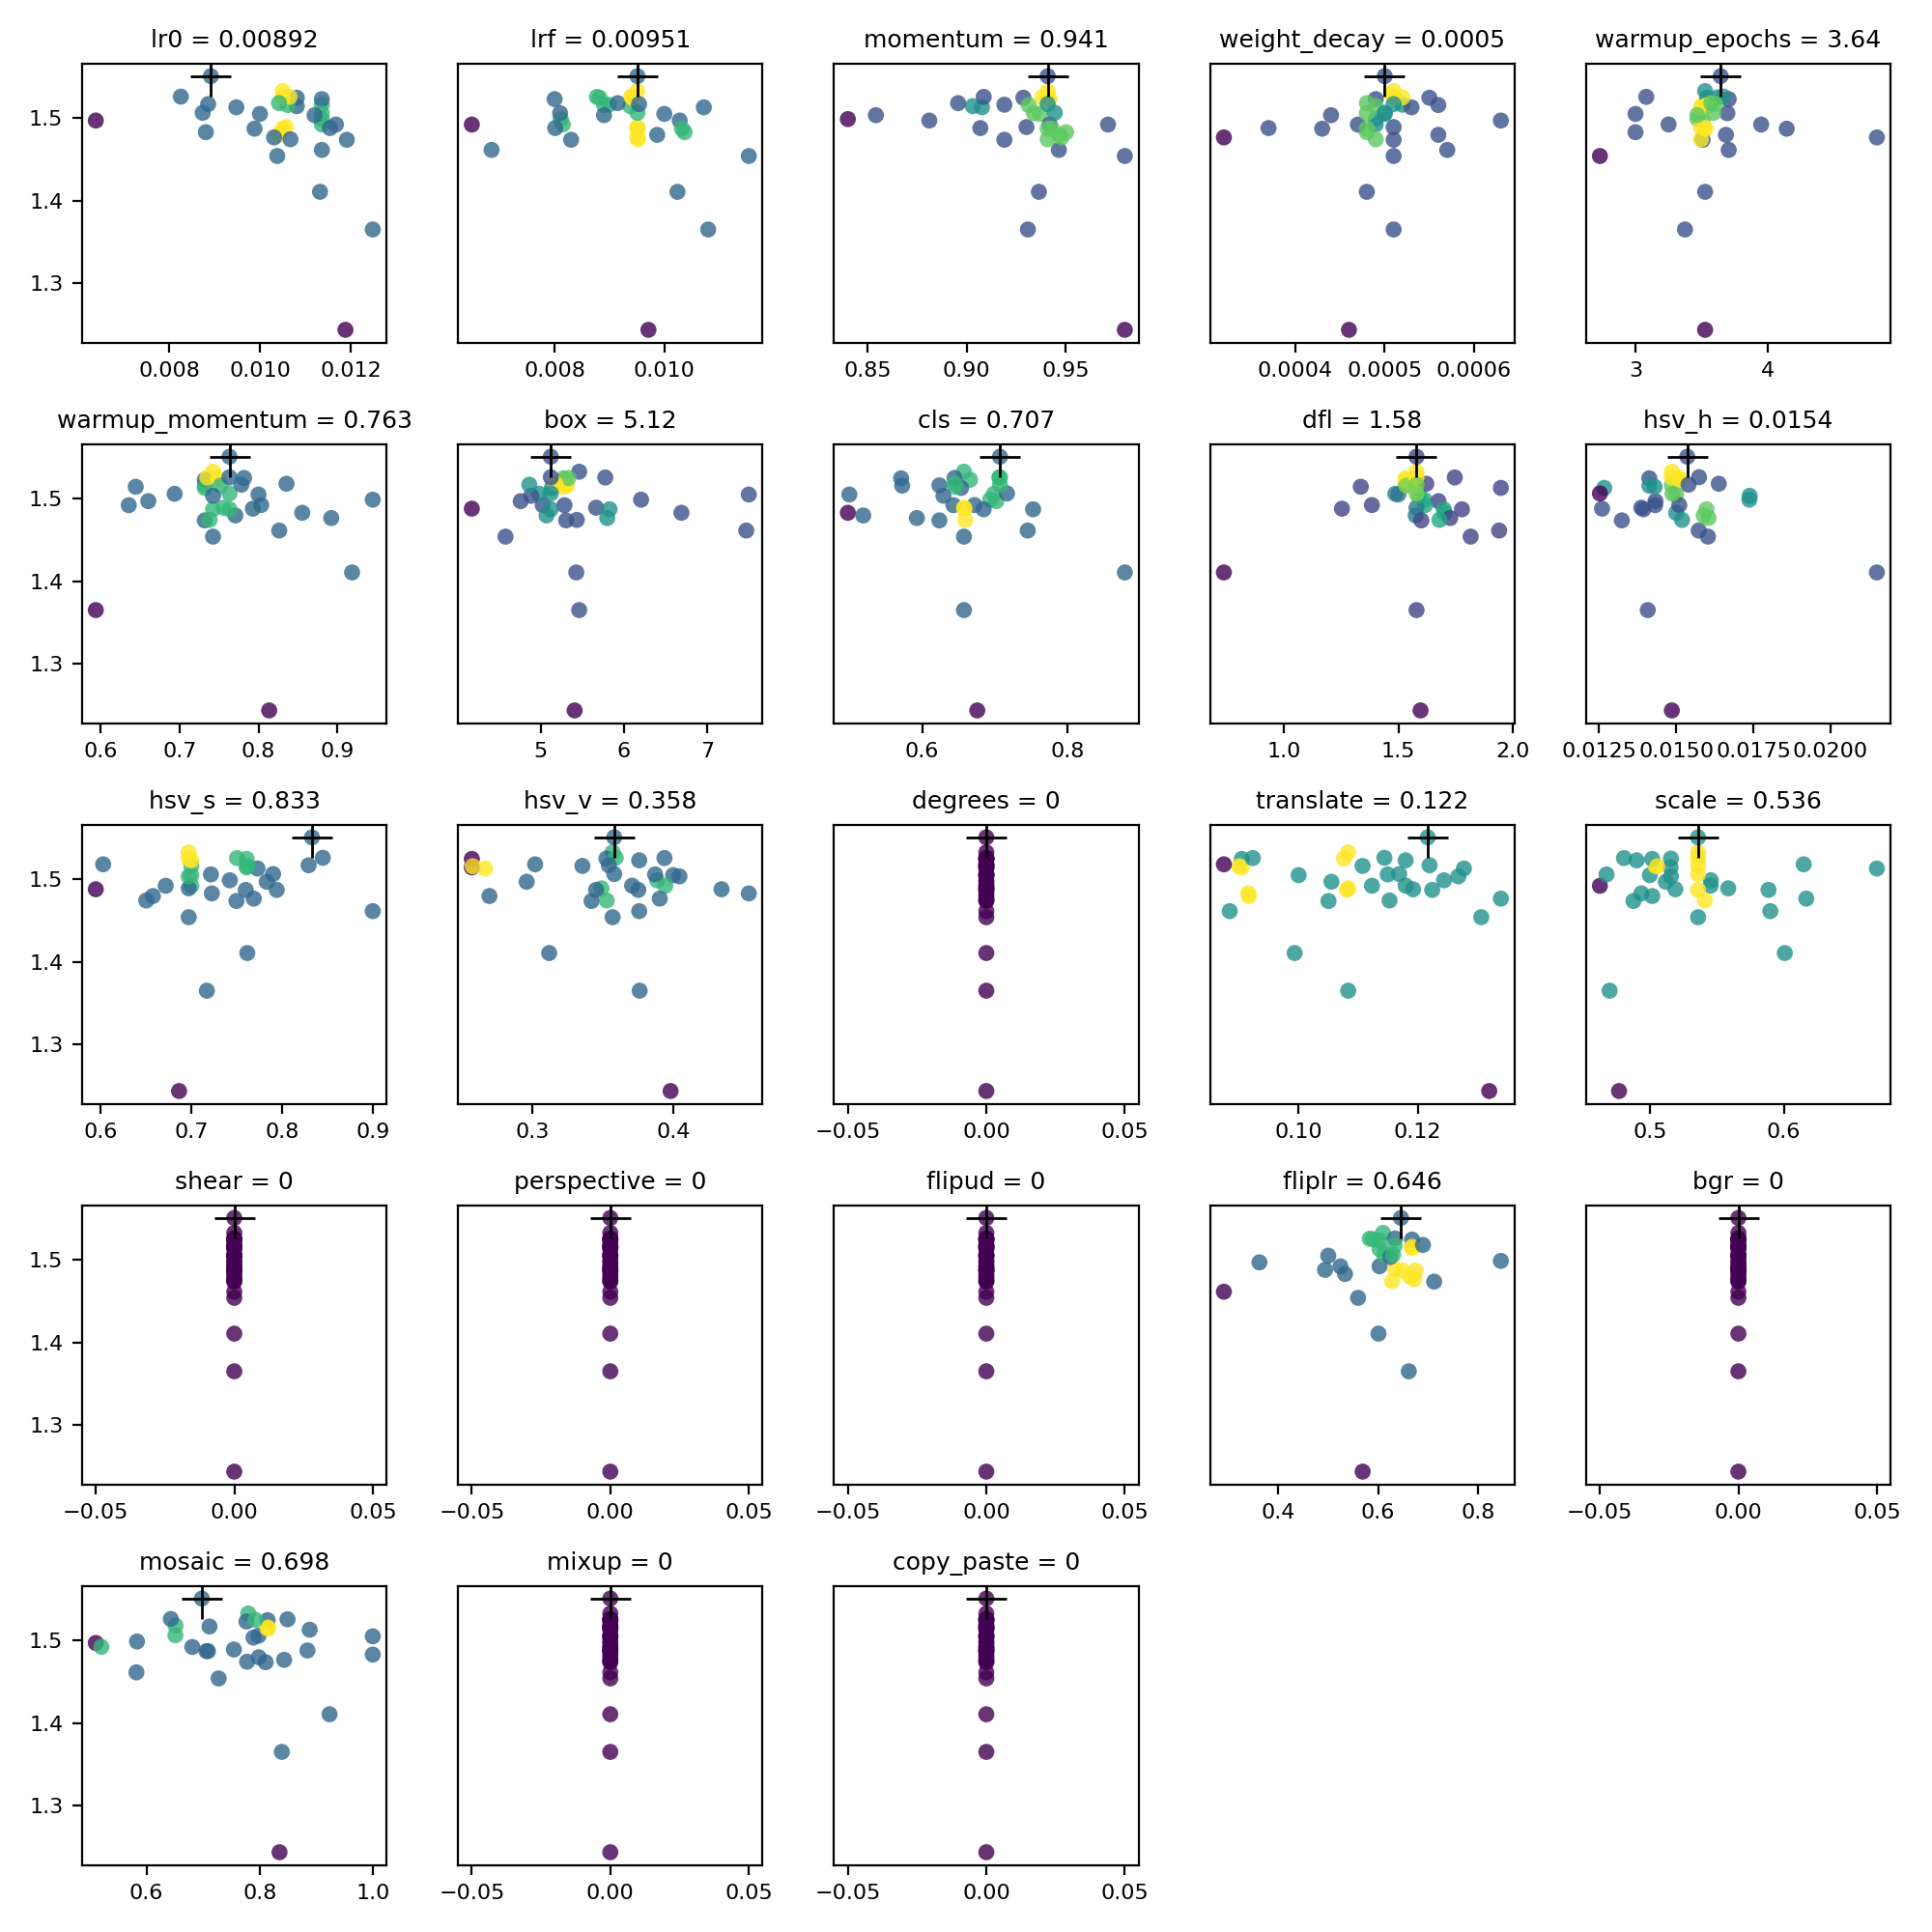 lr0 = 0.00892 lrf = 0.00951 momentum = 0.941 weight_decay = 0.0005 warmup_epochs = 3.64
1.5
1.4
1.3
0.008 0.010 0.012 0.008 0.010 0.85 0.90 0.95 0.0004 0.0005 0.0006 3 4
warmup_momentum = 0.763 box = 5.12 cls = 0.707 dfl = 1.58 hsv_h = 0.0154
1.5
1.4
1.3
0.6 0.7 0.8 0.9 5 6 7 0.6 0.8 1.0 1.5 2.0 0.0125 0.0150 0.0175 0.0200
hsv_s = 0.833 hsv_v = 0.358 degrees = 0 translate = 0.122 scale = 0.536
1.5
1.4
1.3
0.6 0.7 0.8 0.9 0.3 0.4 −0.05 0.00 0.05 0.10 0.12 0.5 0.6
shear = 0 perspective = 0 flipud = 0 fliplr = 0.646 bgr = 0
1.5
1.4
1.3
−0.05 0.00 0.05 −0.05 0.00 0.05 −0.05 0.00 0.05 0.4 0.6 0.8 −0.05 0.00 0.05
mosaic = 0.698 mixup = 0 copy_paste = 0
1.5
1.4
1.3
0.6 0.8 1.0 −0.05 0.00 0.05 −0.05 0.00 0.05